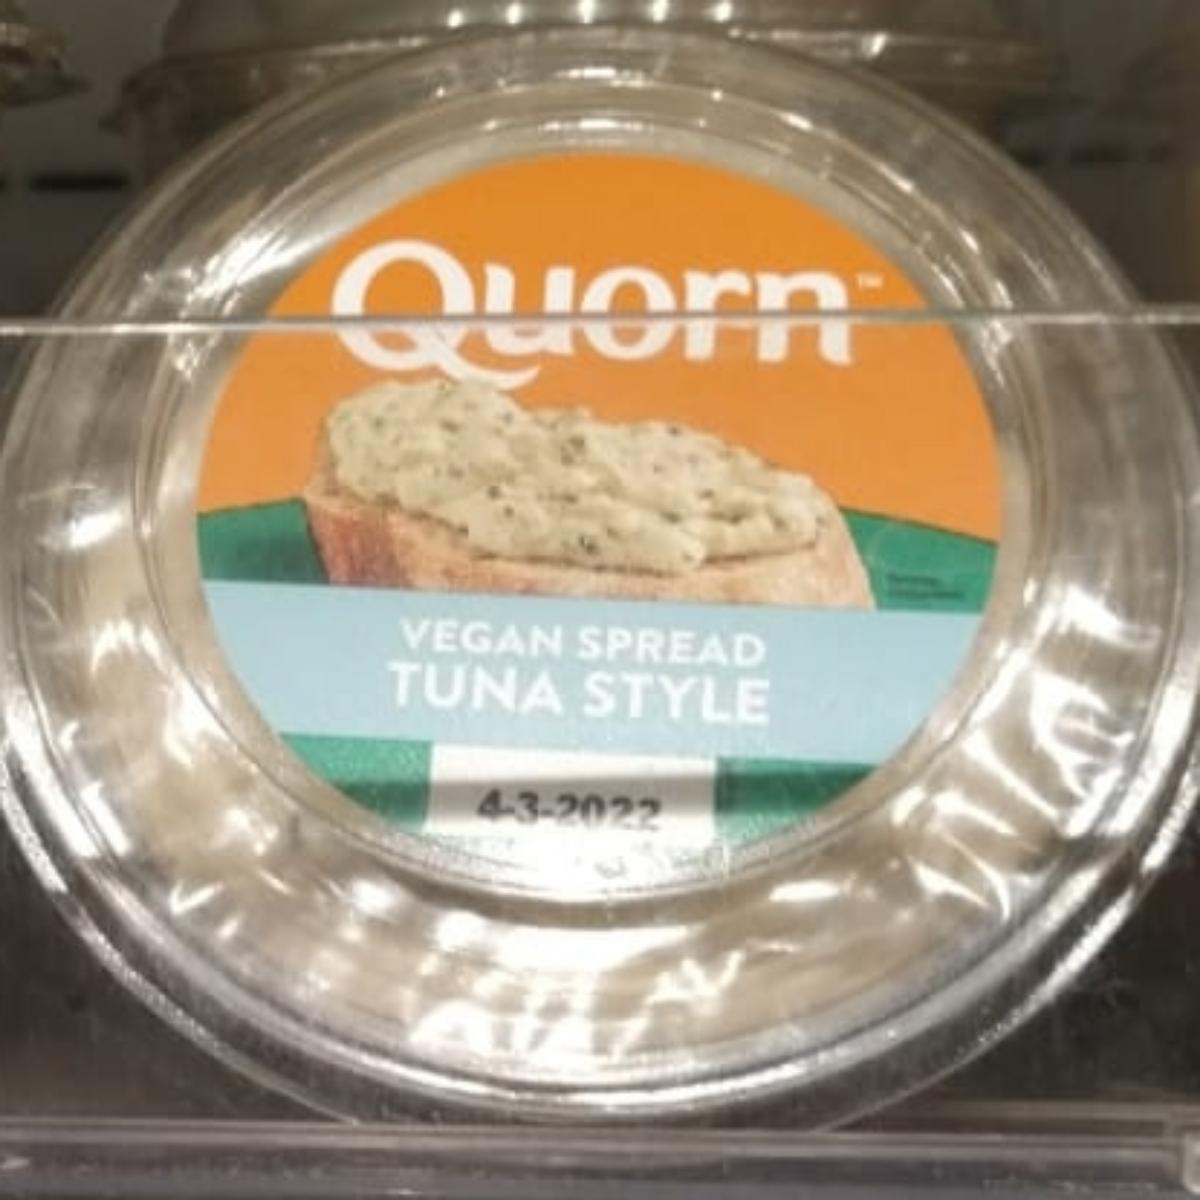 Quorn™
VEGAN SPREAD
TUNA STYLE
4-3-2022